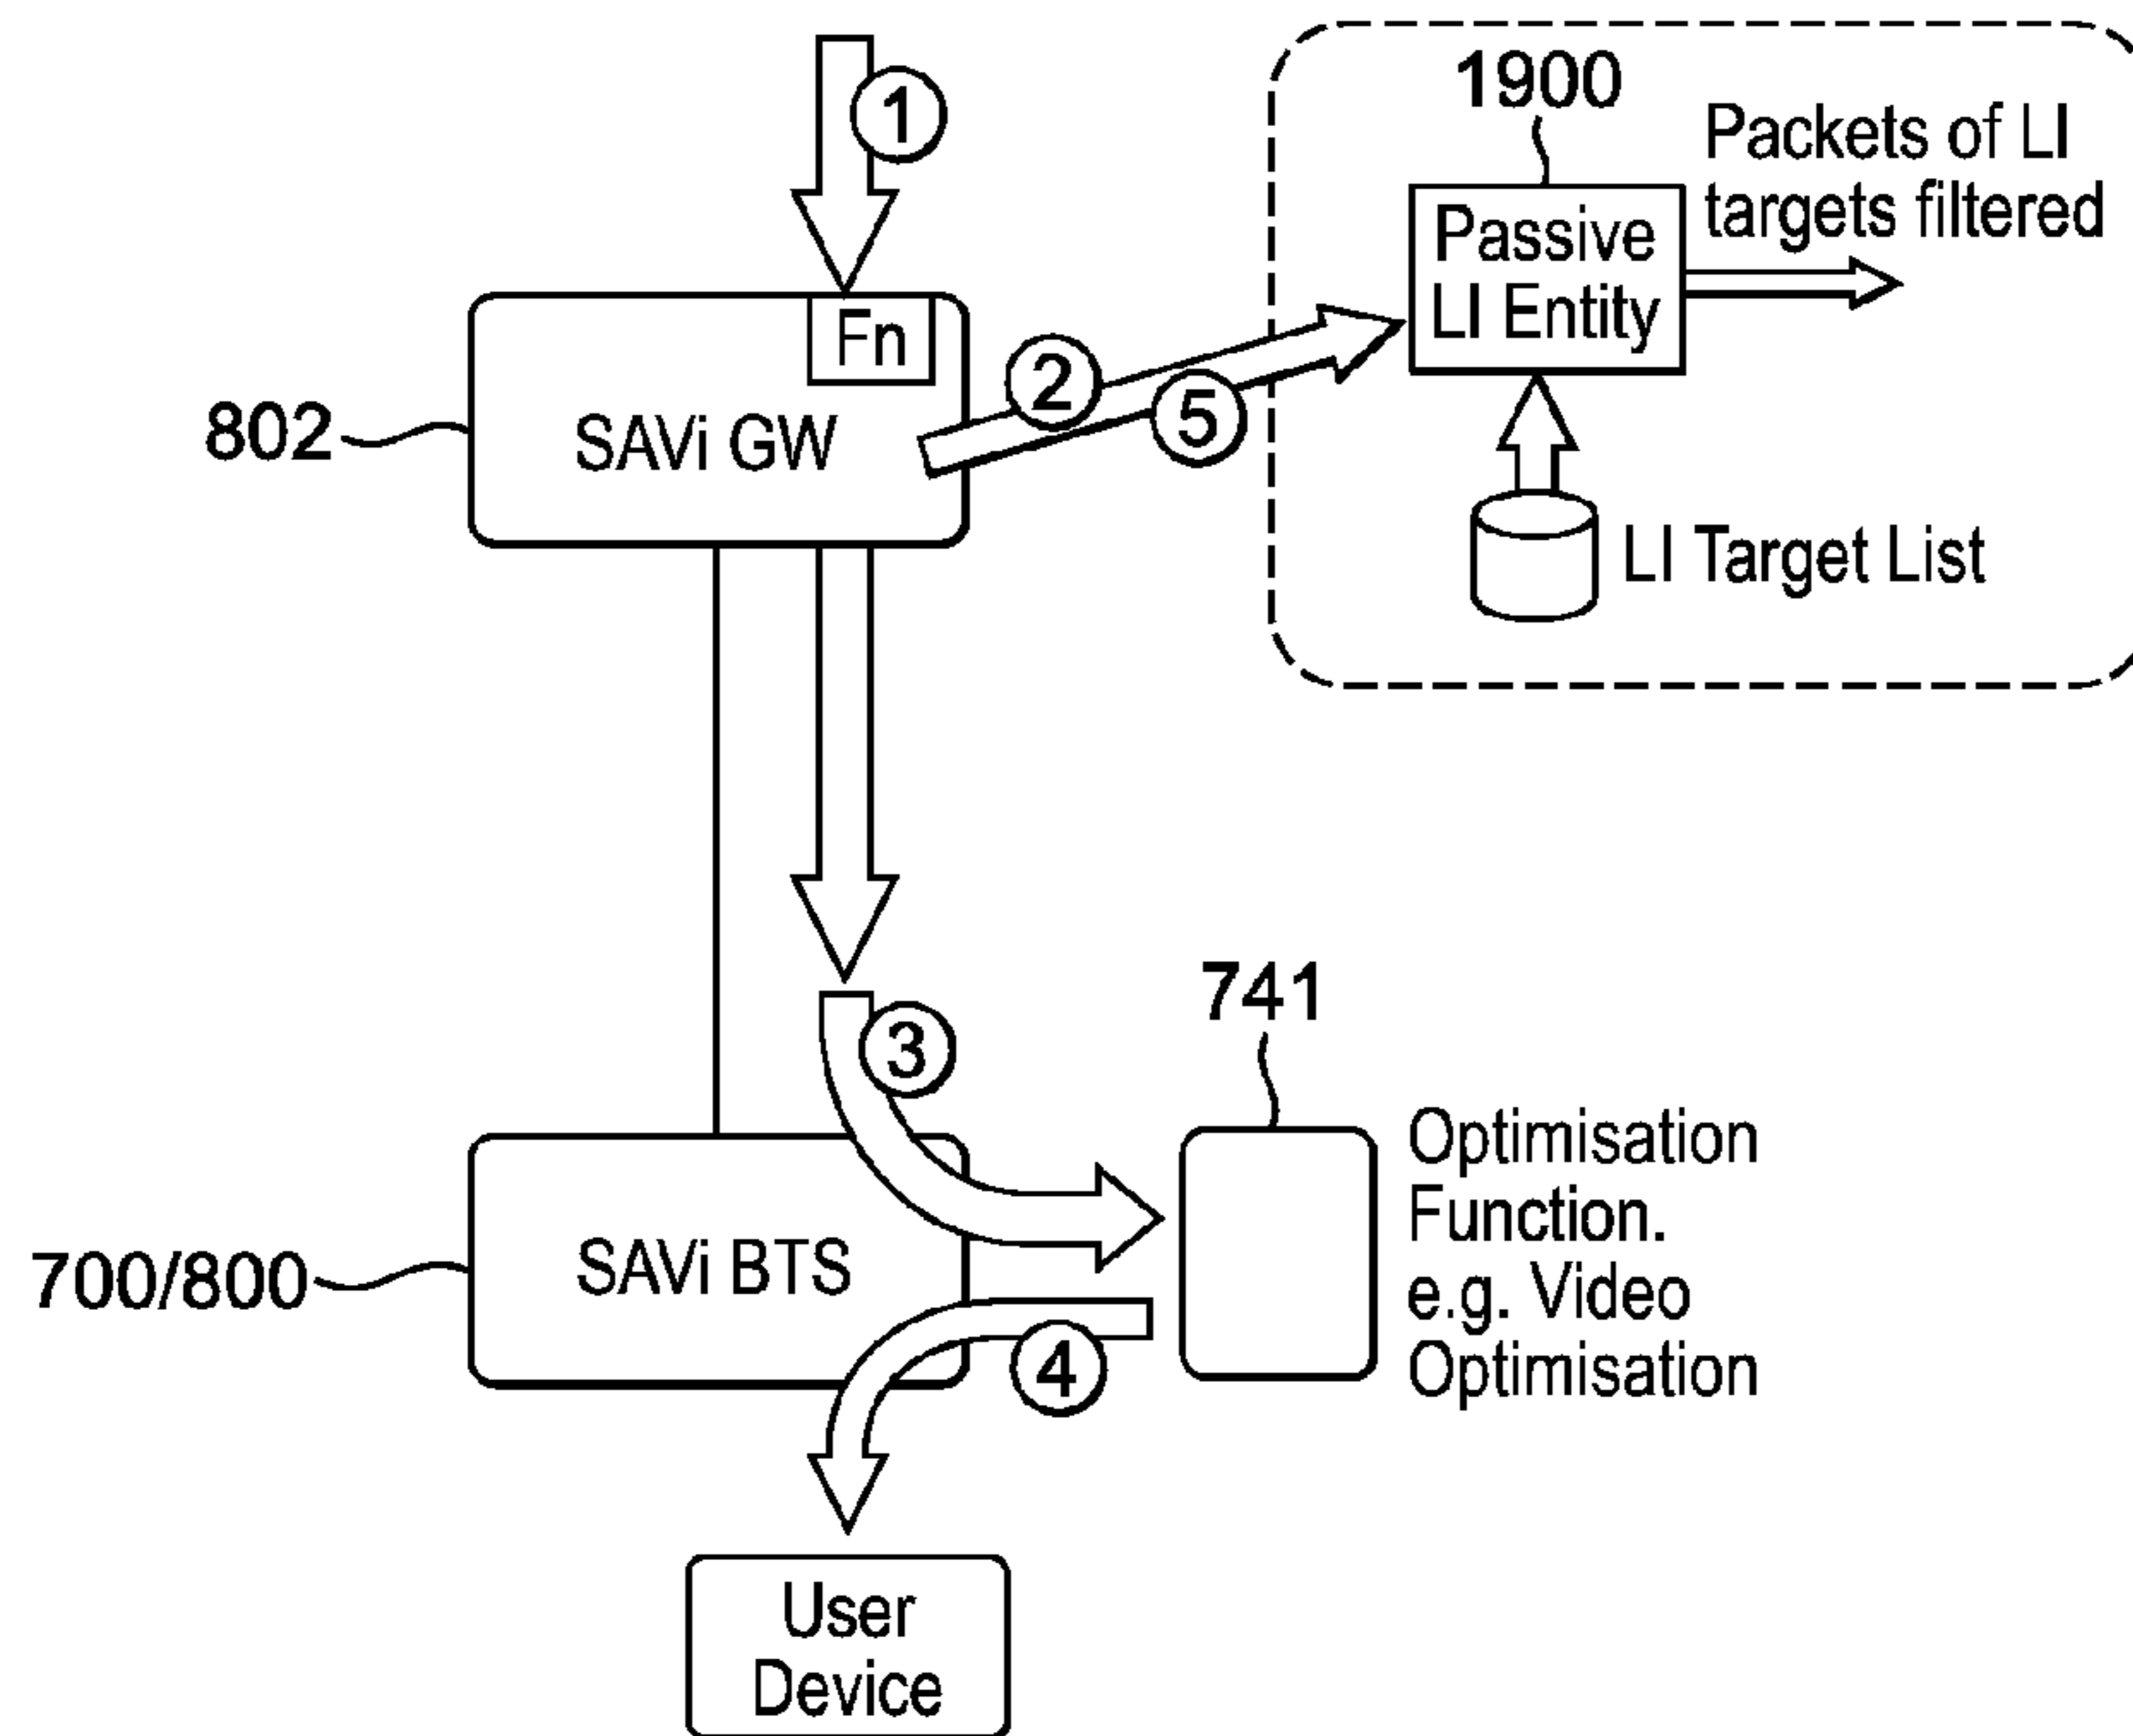 1
1900
Packets of LI
targets filtered
Passive
LI Entity
Fn
2
5
802
SAVi GW
LI Target List
3
741
Optimisation
Function.
e.g. Video
Optimisation
700/800
SAVi BTS
4
User
Device